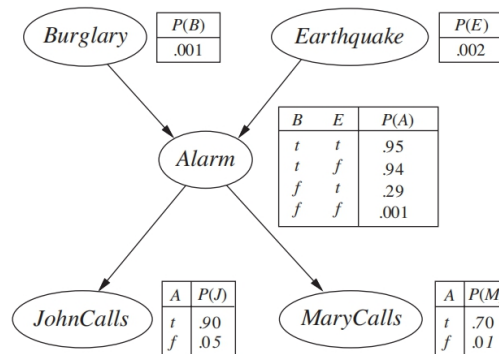 Burglary
P(B)
.001
Earthquake
P(E)
.002
Alarm
B E P(A)
t t .95
t f .94
f t .29
f f .001
JohnCalls
A P(J)
t .90
f .05
MaryCalls
A P(M
t .70
f .01